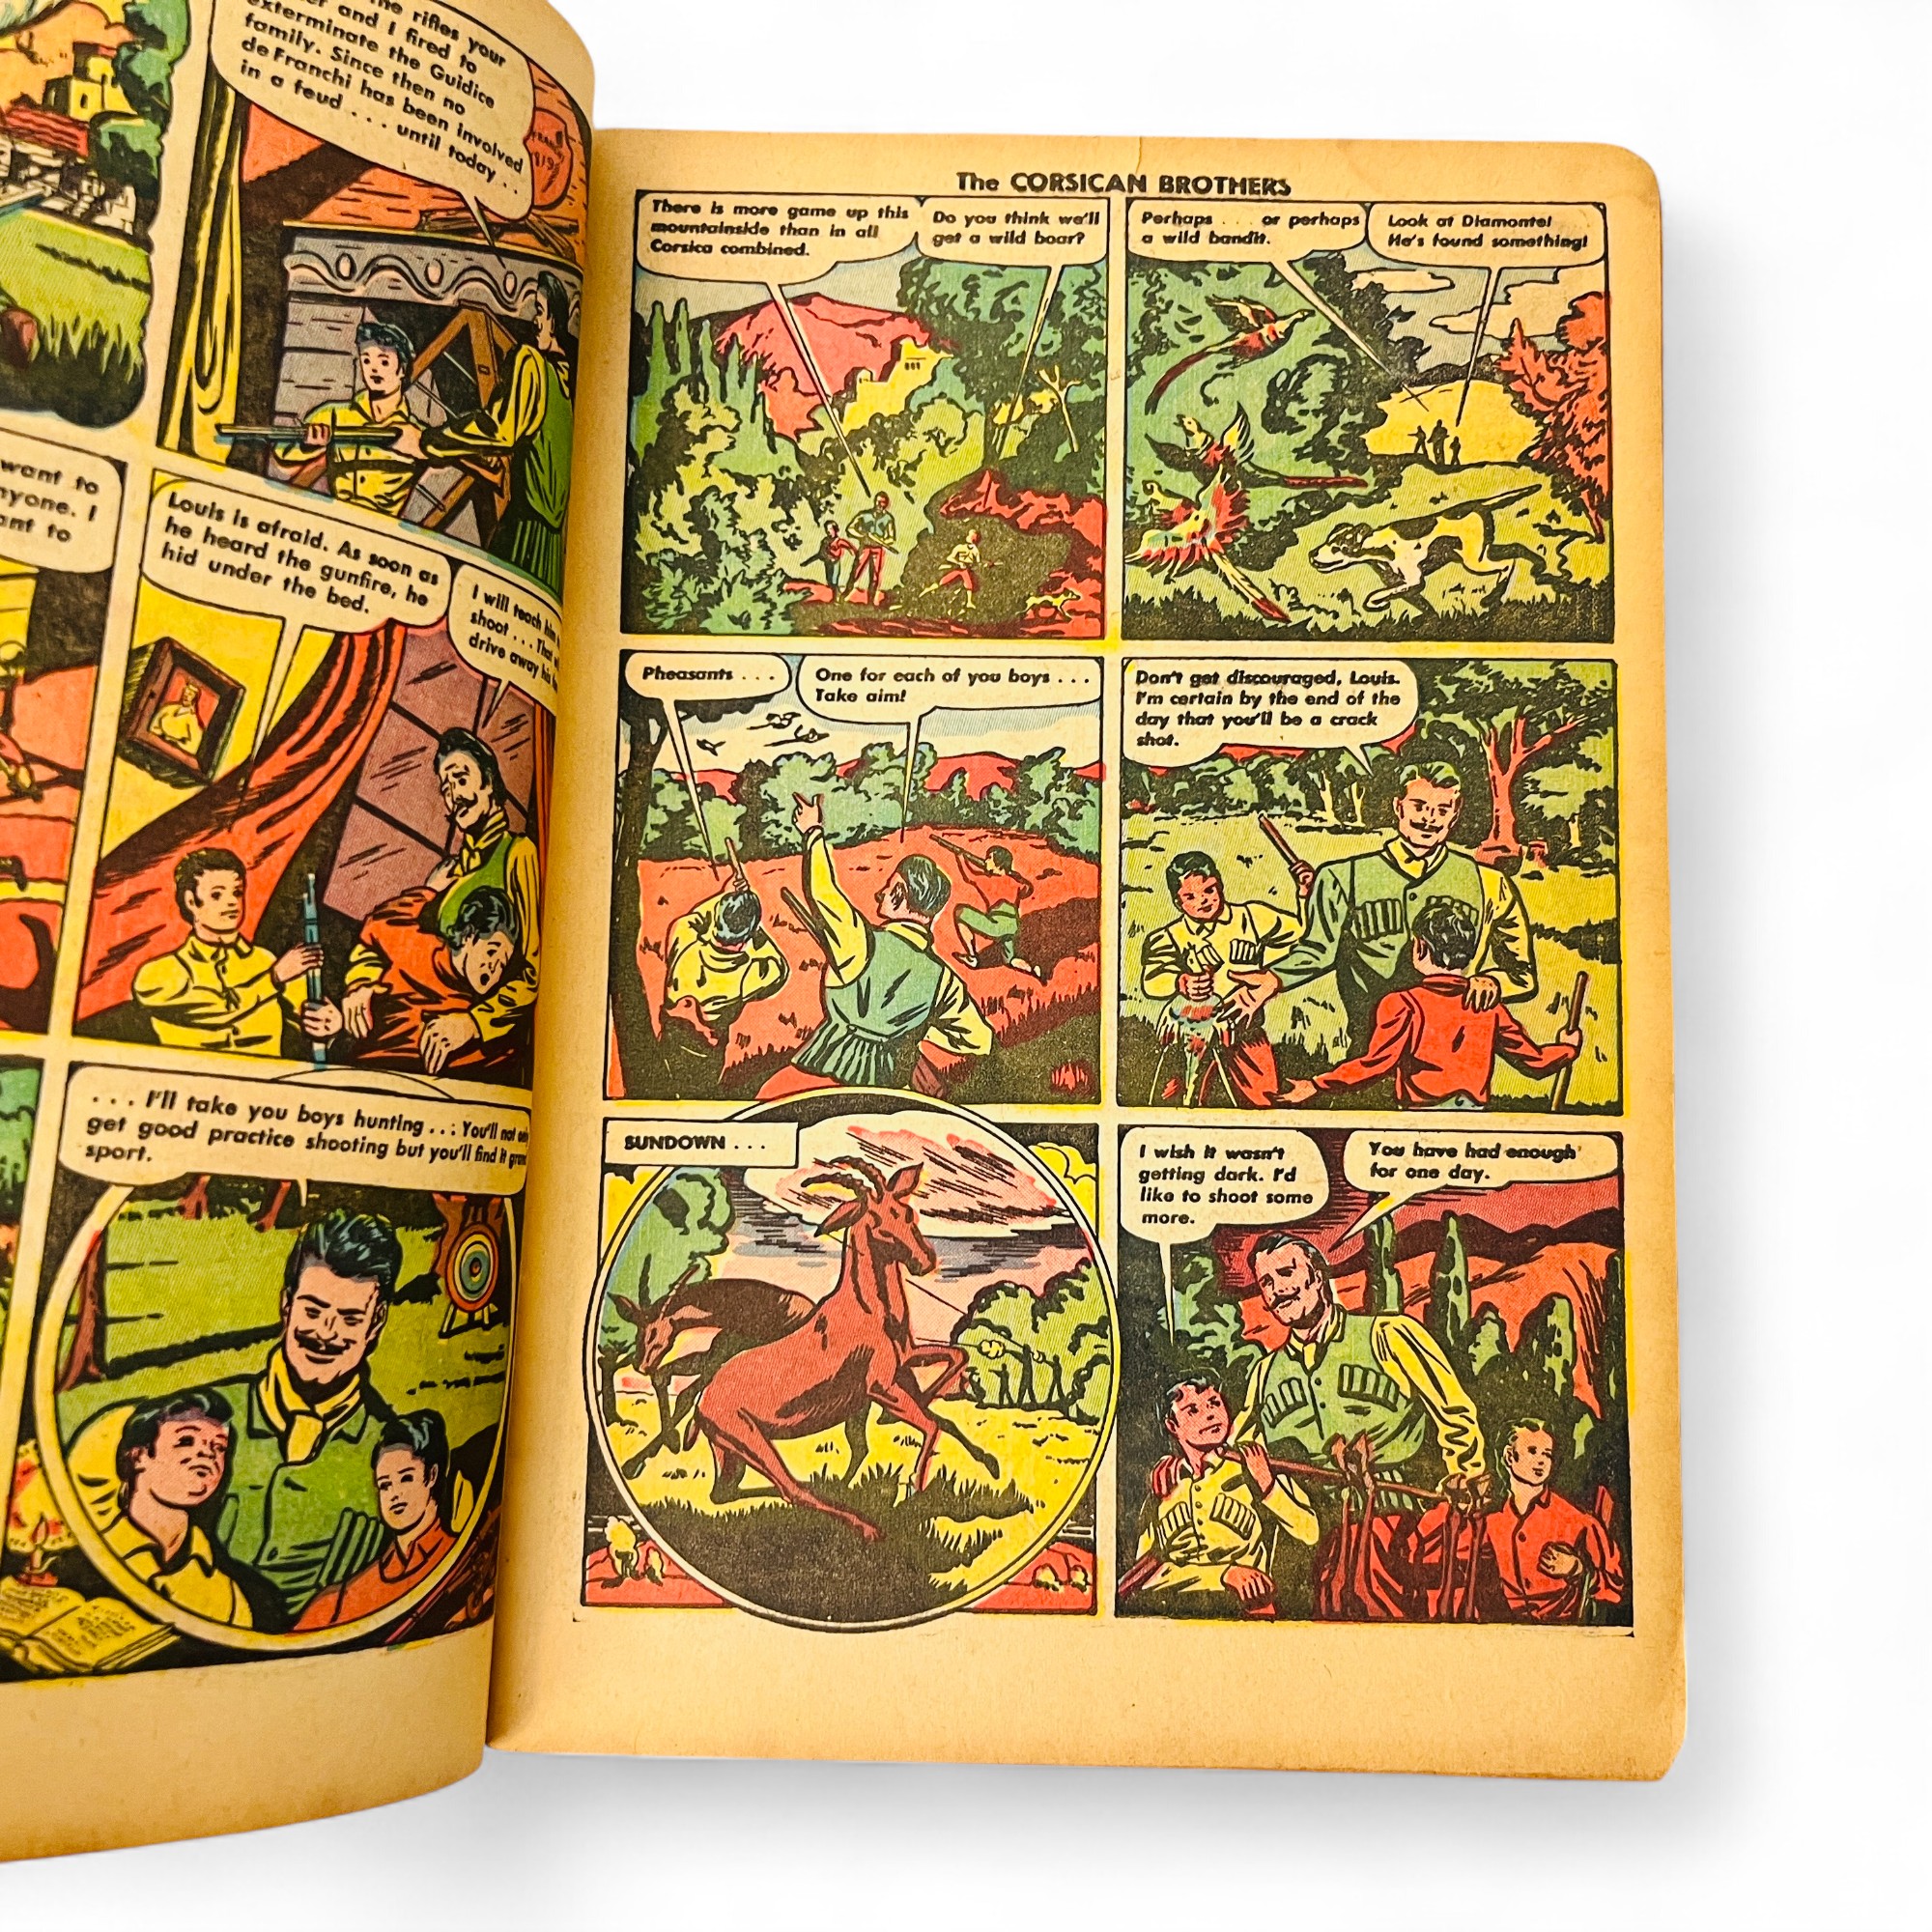 the rifles your
and I fired to
exterminate the Guidice
family. Since then no
de Franchi has been involved
in a feud . . . until today . .
want to
anyone. I
want to
Louis is afraid. As soon as
he heard the gunfire, he
hid under the bed.
I will teach him
shoot . . . That
drive away his
. . . I'll take you boys hunting . . . You'll not only
get good practice shooting but you'll find it grand
sport.
The CORSICAN BROTHERS
There is more game up this
mountainside than in all
Corsica combined.
Do you think we'll
get a wild boar?
Perhaps . . . or perhaps
a wild bandit.
Look at Diamonte!
He's found something!
Pheasants . . .
One for each of you boys . . .
Take aim!
Don't get discouraged, Louis.
I'm certain by the end of the
day that you'll be a crack
shot.
SUNDOWN . . .
I wish it wasn't
getting dark. I'd
like to shoot some
more.
You have had enough
for one day.